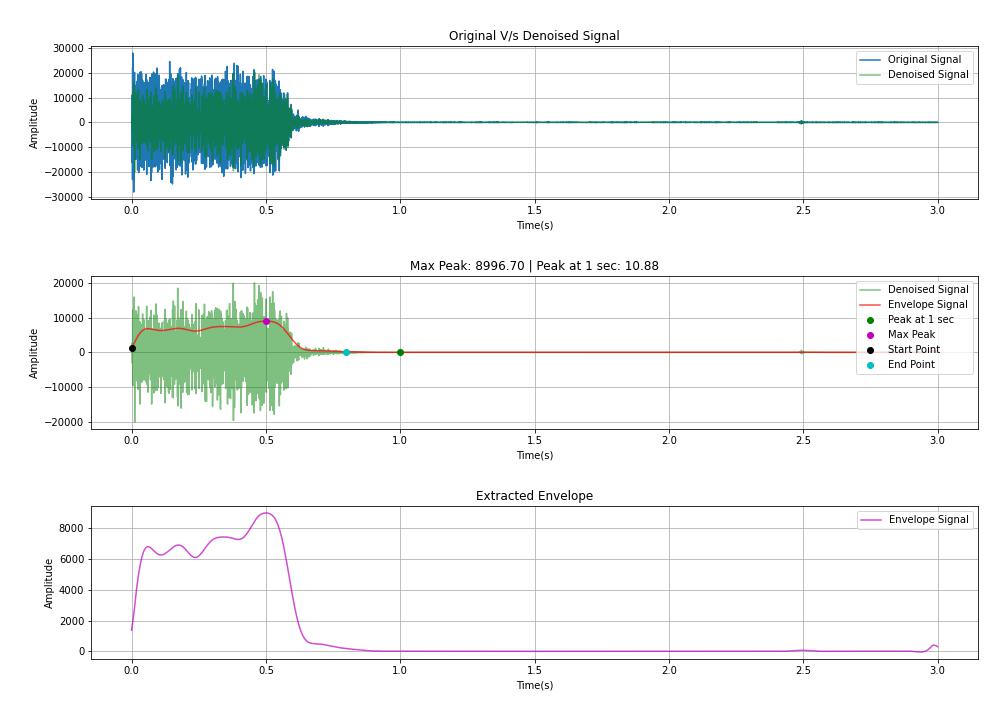 Original V/s Denoised Signal
30000
20000
10000
0
−10000
−20000
−30000
Amplitude
Original Signal
Denoised Signal
0.0 0.5 1.0 1.5 2.0 2.5 3.0
Time(s)
Max Peak: 8996.70 | Peak at 1 sec: 10.88
20000
10000
0
−10000
−20000
Amplitude
Denoised Signal
Envelope Signal
Peak at 1 sec
Max Peak
Start Point
End Point
0.0 0.5 1.0 1.5 2.0 2.5 3.0
Time(s)
Extracted Envelope
8000
6000
4000
2000
0
Amplitude
Envelope Signal
0.0 0.5 1.0 1.5 2.0 2.5 3.0
Time(s)